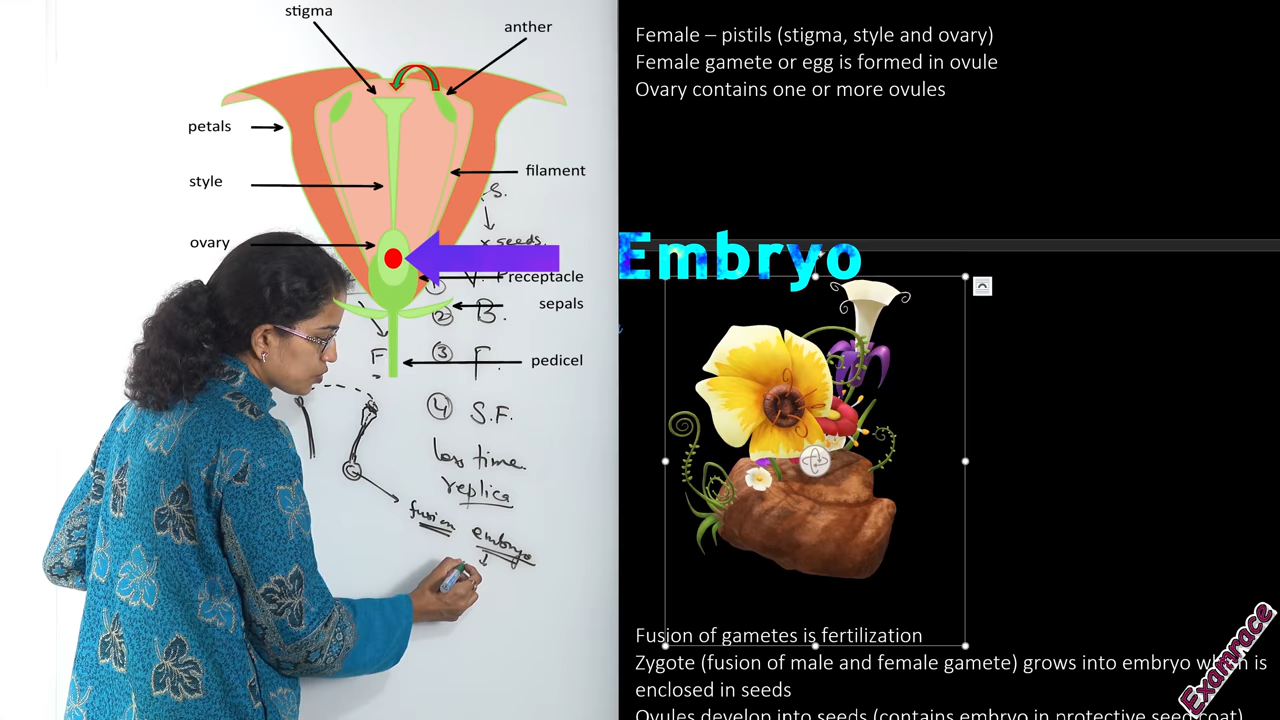 stigma
anther
petals
style
filament
ovary
receptacle
sepals
pedicel
x seeds.
①
② B.
F
③ F.
④ S.F.
less time.
replica
fusion
embryo
Female – pistils (stigma, style and ovary)
Female gamete or egg is formed in ovule
Ovary contains one or more ovules
Embryo
Fusion of gametes is fertilization
Zygote (fusion of male and female gamete) grows into embryo which is
enclosed in seeds
Ovules develop into seeds (contains embryo in protective seed coat)
Examrace